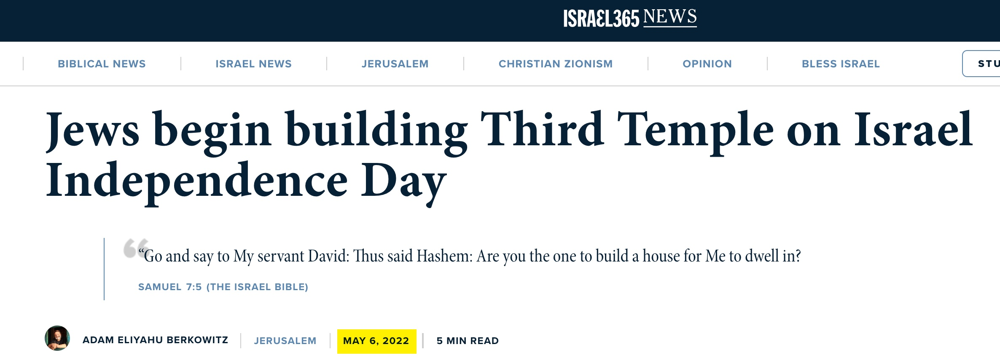 ISRAEL365 NEWS
BIBLICAL NEWS ISRAEL NEWS JERUSALEM CHRISTIAN ZIONISM OPINION BLESS ISRAEL STU
Jews begin building Third Temple on Israel
Independence Day
“Go and say to My servant David: Thus said Hashem: Are you the one to build a house for Me to dwell in?
SAMUEL 7:5 (THE ISRAEL BIBLE)
ADAM ELIYAHU BERKOWITZ JERUSALEM MAY 6, 2022 5 MIN READ